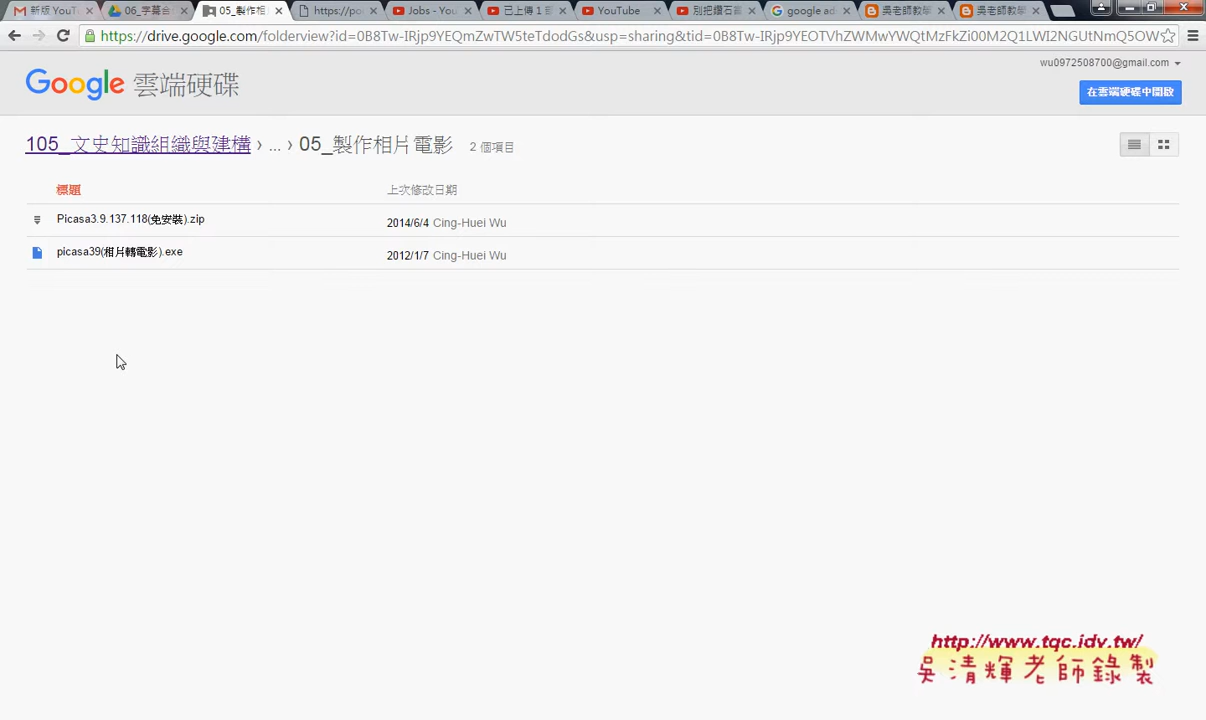 新版 YouT
06_字幕合
05_製作相
https://po
Jobs - You
已上傳 1 部
YouTube
別把鑽石當
google ad
吳老師教學
吳老師教學
https://drive.google.com/folderview?id=0B8Tw-IRjp9YEQmZwTW5teTdodGs&usp=sharing&tid=0B8Tw-IRjp9YEOTVhZWMwYWQtMzFkZi00M2Q1LWI2NGUtNmQ5OW
wu0972508700@gmail.com
Google 雲端硬碟
在雲端硬碟中開啟
105_文史知識組織與建構 › ... › 05_製作相片電影 2 個項目
標題 上次修改日期
Picasa3.9.137.118(免安裝).zip 2014/6/4 Cing-Huei Wu
picasa39(相片轉電影).exe 2012/1/7 Cing-Huei Wu
http://www.tqc.idv.tw/
吳清輝老師錄製